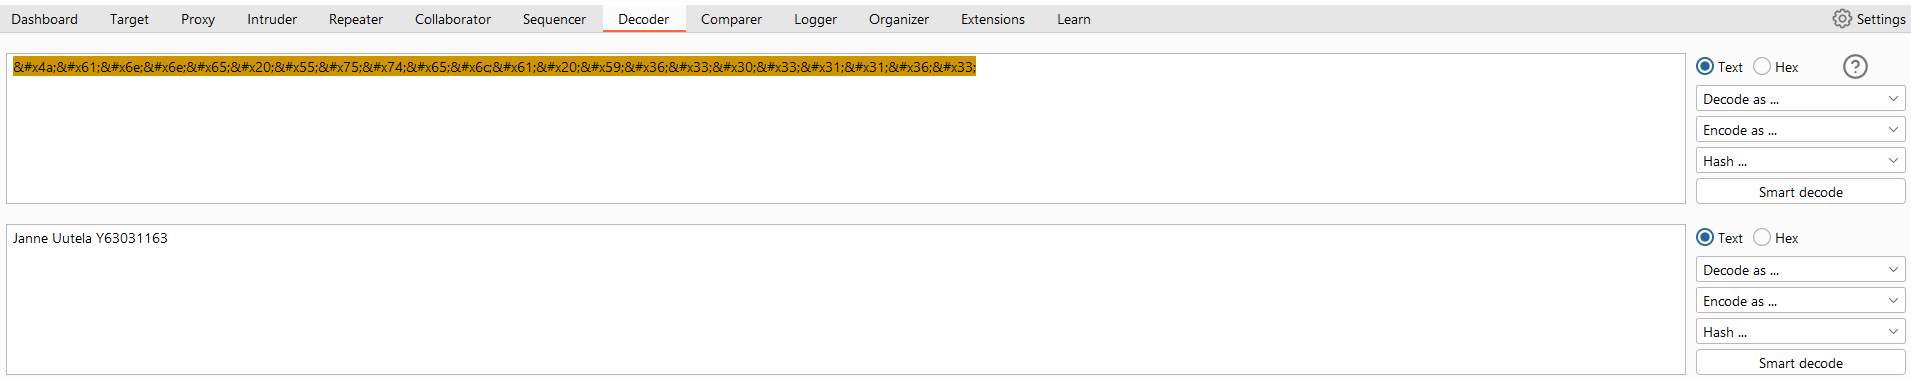 Dashboard Target Proxy Intruder Repeater Collaborator Sequencer Decoder Comparer Logger Organizer Extensions Learn Settings
&#x4a;&#x61;&#x6e;&#x6e;&#x65;&#x20;&#x55;&#x75;&#x74;&#x65;&#x6c;&#x61;&#x20;&#x59;&#x36;&#x33;&#x30;&#x33;&#x31;&#x31;&#x36;&#x33;
Text Hex ?
Decode as ...
Encode as ...
Hash ...
Smart decode
Janne Uutela Y63031163
Text Hex
Decode as ...
Encode as ...
Hash ...
Smart decode